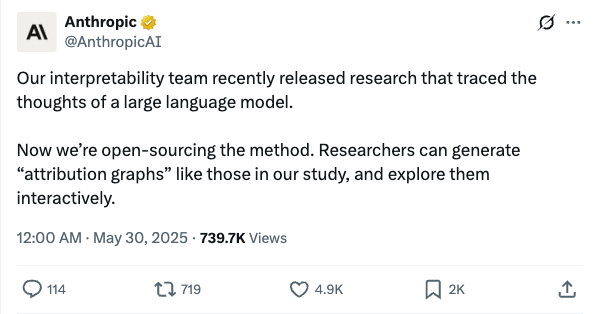 Anthropic
@AnthropicAI
Our interpretability team recently released research that traced the
thoughts of a large language model.
Now we’re open-sourcing the method. Researchers can generate
“attribution graphs” like those in our study, and explore them
interactively.
12:00 AM · May 30, 2025 · 739.7K Views
114 719 4.9K 2K